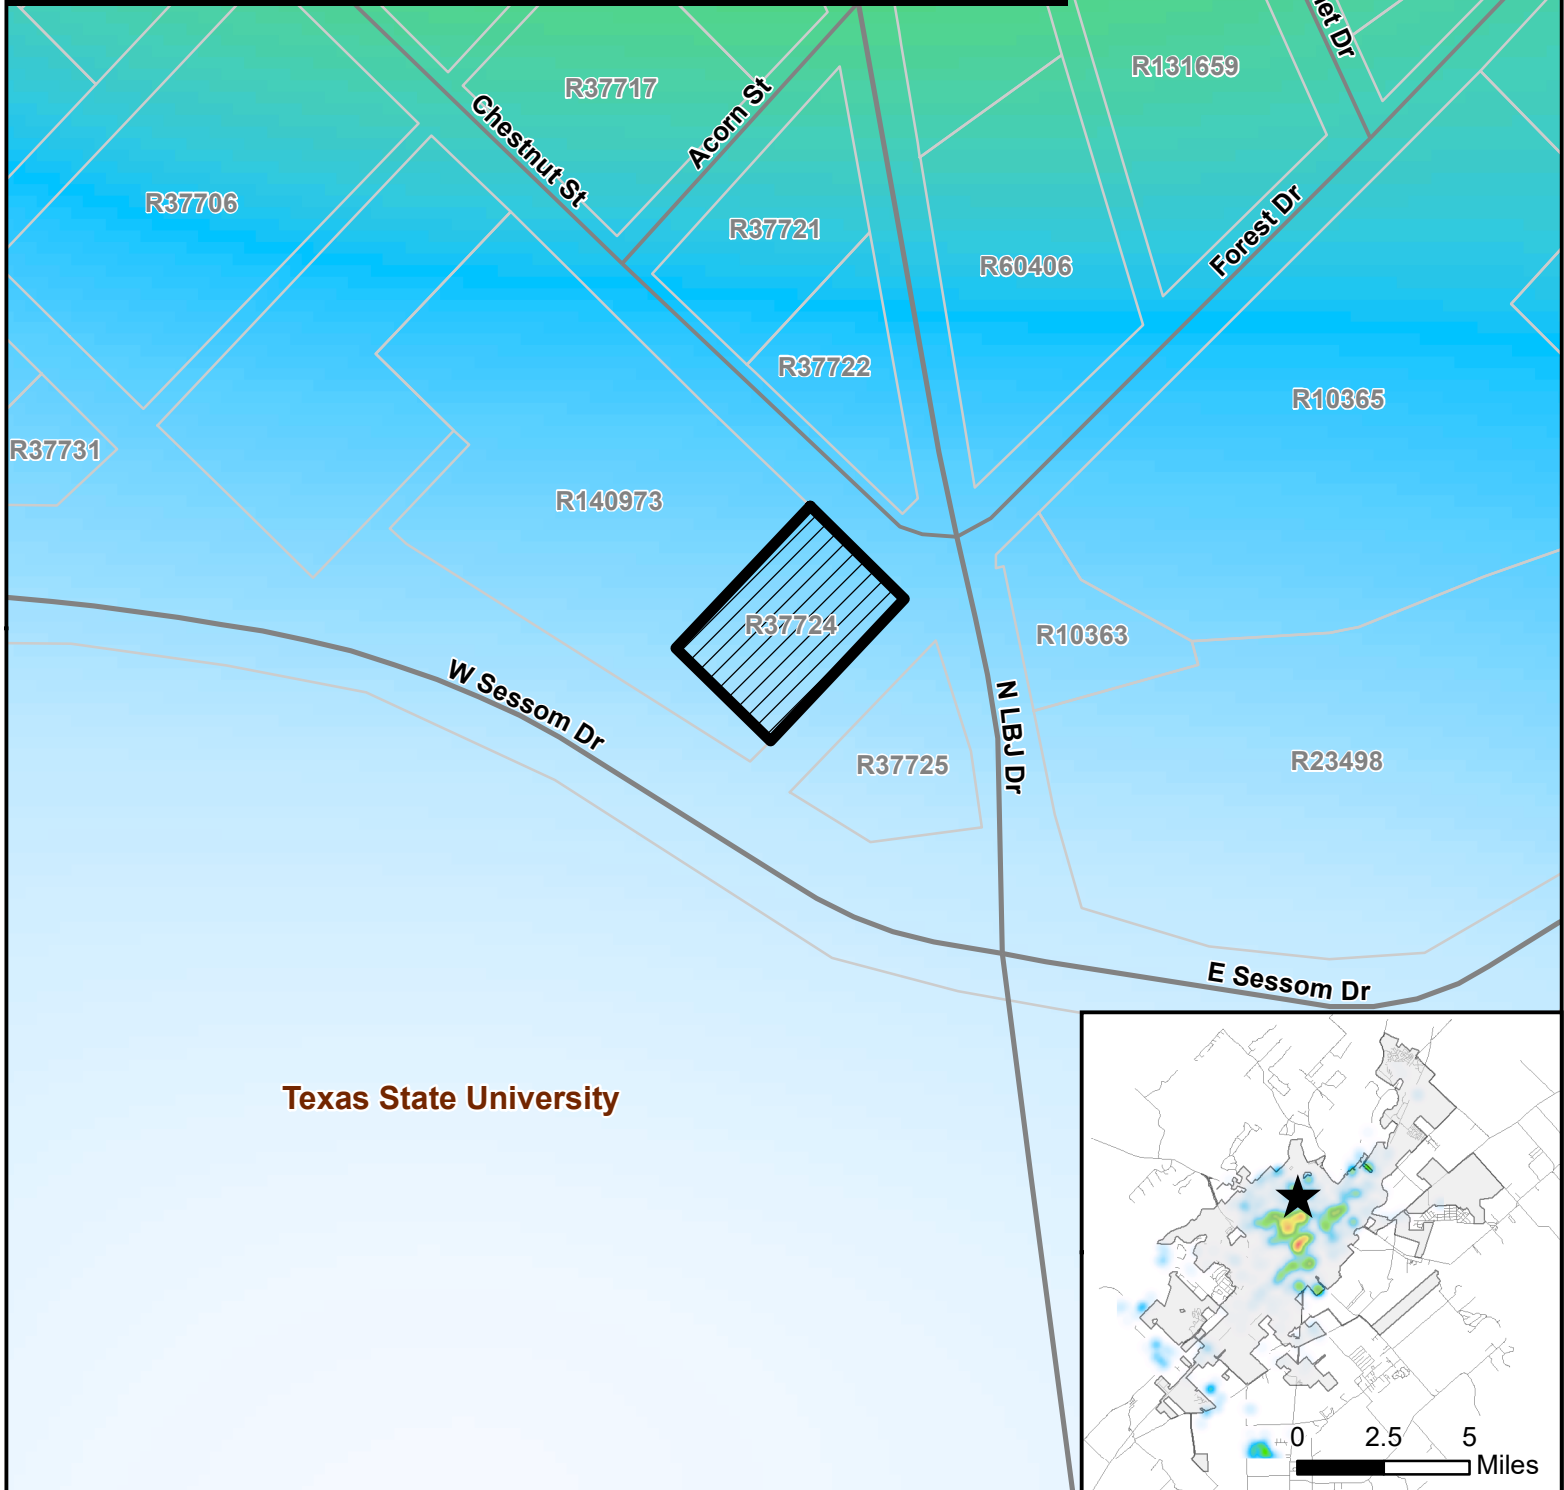 R131659
R37717
Acorn St
Chestnut St
R37706
R37721
Forest Dr
R60406
R37722
R10365
R37731
R140973
R37724
R10363
W Sessom Dr
N LBJ Dr
R37725
R23498
E Sessom Dr
Texas State University
0 2.5 5
Miles